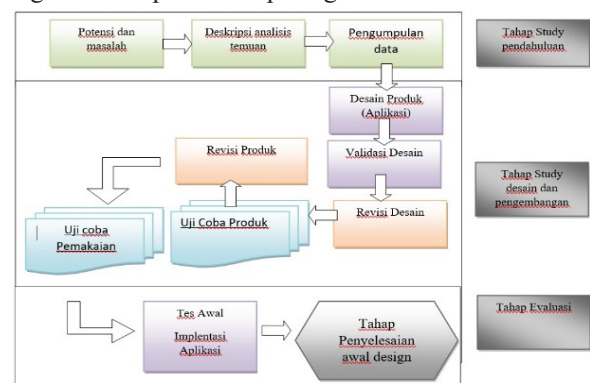 Potensi dan
masalah
Deskripsi analisis
temuan
Pengumpulan
data
Tahap Study
pendahuluan
Desain Produk
(Aplikasi)
Validasi Desain
Revisi Desain
Uji Coba Produk
Revisi Produk
Uji coba
Pemakaian
Tahap Study
desain dan
pengembangan
Tes Awal
Implentasi
Aplikasi
Tahap
Penyelesaian
awal design
Tahap Evaluasi